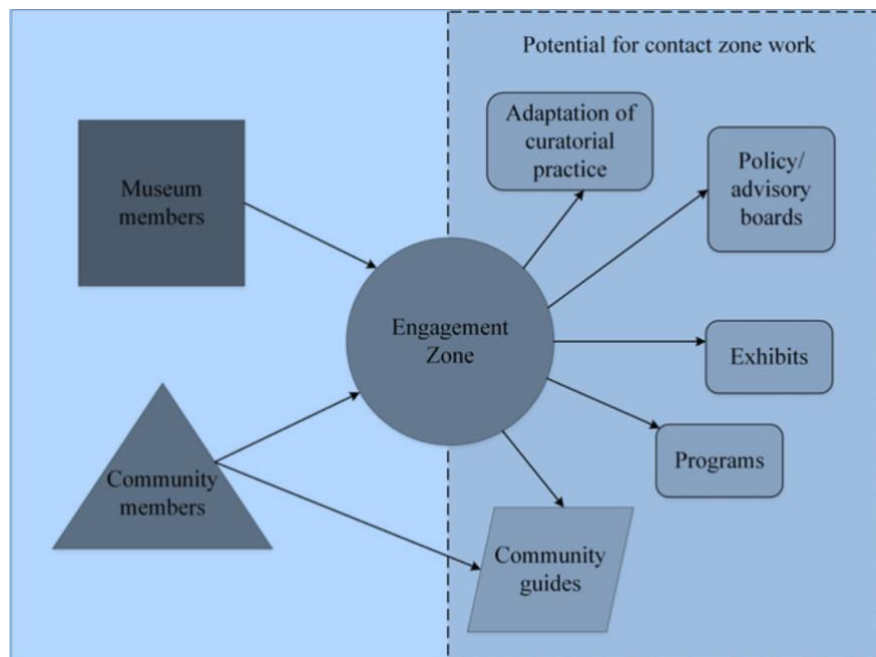 Potential for contact zone work
Adaptation of
curatorial
practice
Policy/
advisory
boards
Museum
members
Engagement
Zone
Exhibits
Community
members
Programs
Community
guides